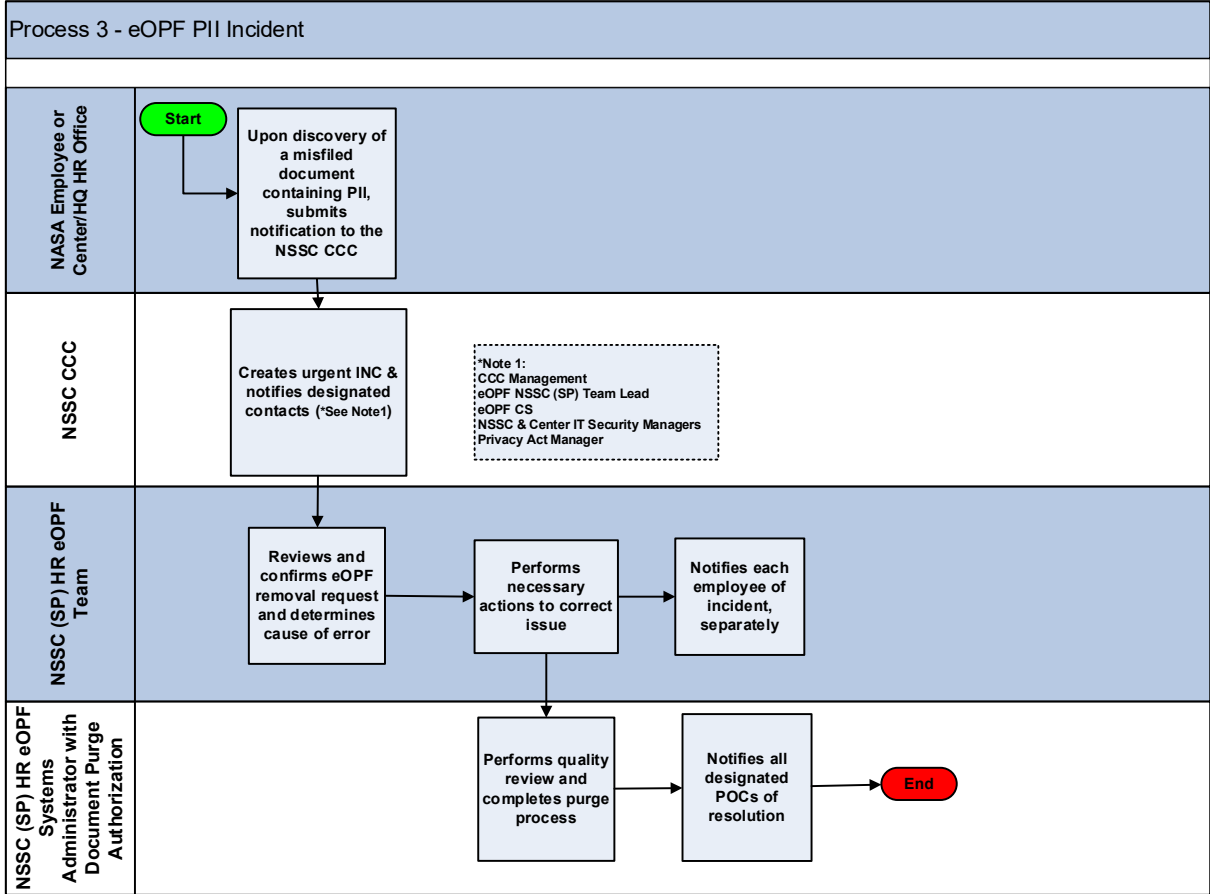 Process 3 - eOPF PII Incident
NASA Employee or
Center/HQ HR Office
Start
Upon discovery of
a misfiled
document
containing PII,
submits
notification to the
NSSC CCC
NSSC CCC
Creates urgent INC &
notifies designated
contacts (*See Note1)
*Note 1:
CCC Management
eOPF NSSC (SP) Team Lead
eOPF CS
NSSC & Center IT Security Managers
Privacy Act Manager
NSSC (SP) HR eOPF
Team
Reviews and
confirms eOPF
removal request
and determines
cause of error
Performs
necessary
actions to correct
issue
Notifies each
employee of
incident,
separately
NSSC (SP) HR eOPF
Systems
Administrator with
Document Purge
Authorization
Performs quality
review and
completes purge
process
Notifies all
designated
POCs of
resolution
End